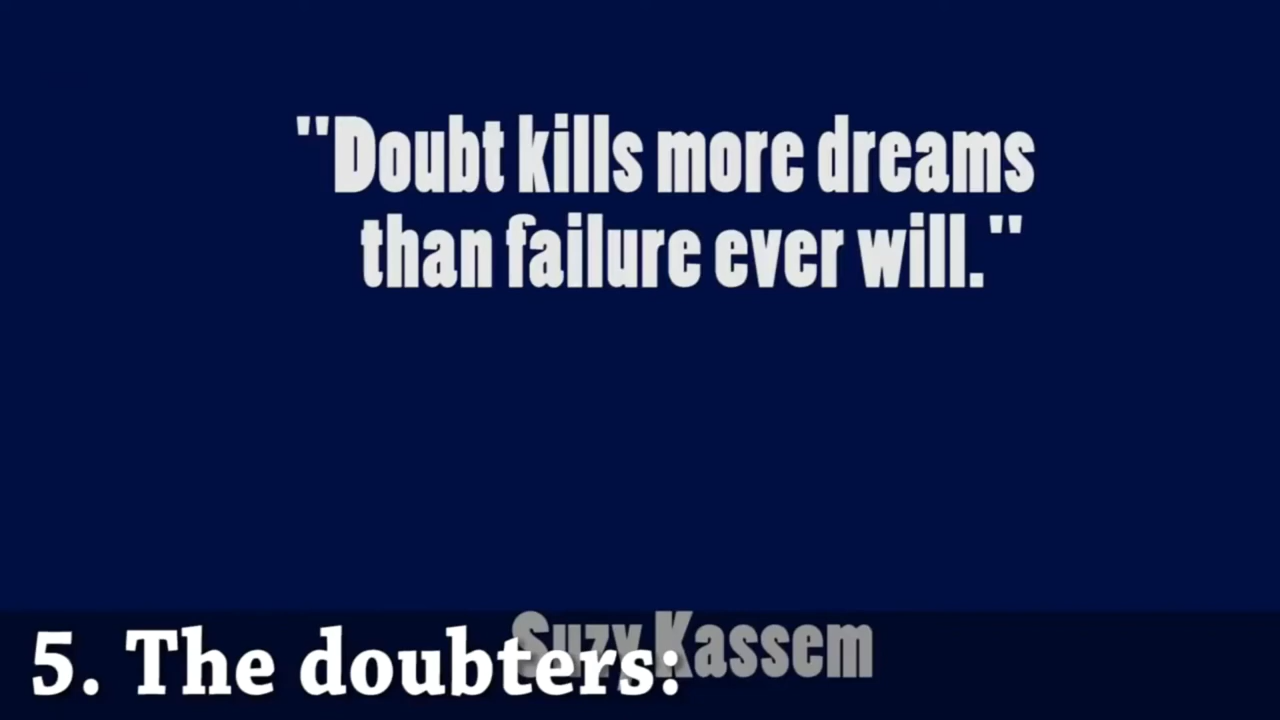 "Doubt kills more dreams
than failure ever will."
Suzy Kassem
5. The doubters: